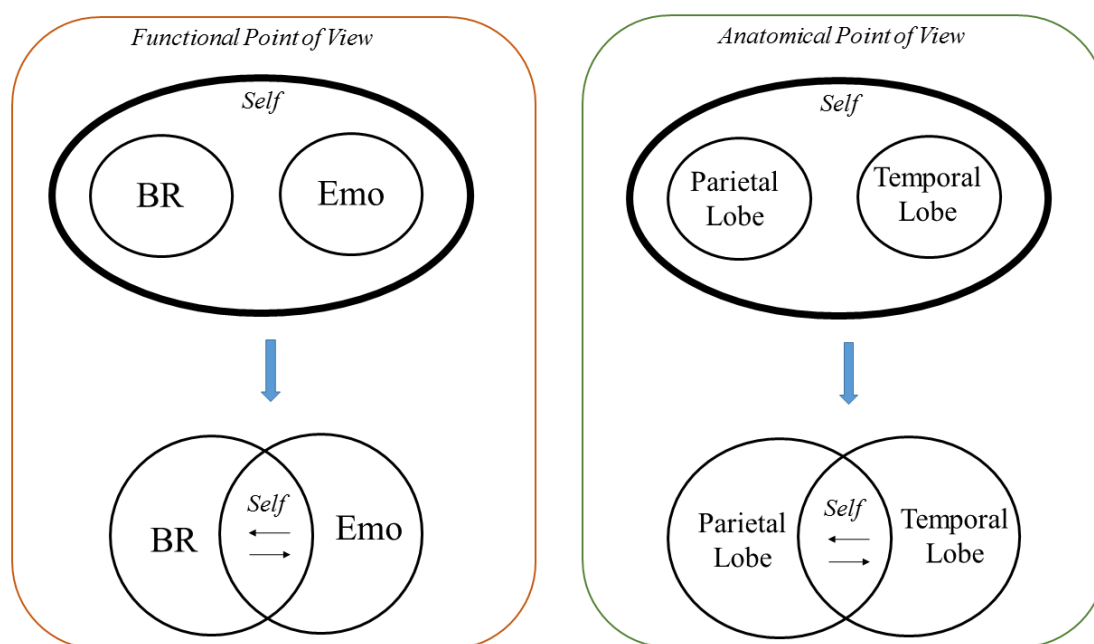 Functional Point of View
Self
BR
Emo
Self
BR
Emo
Anatomical Point of View
Self
Parietal
Lobe
Temporal
Lobe
Self
Parietal
Lobe
Temporal
Lobe